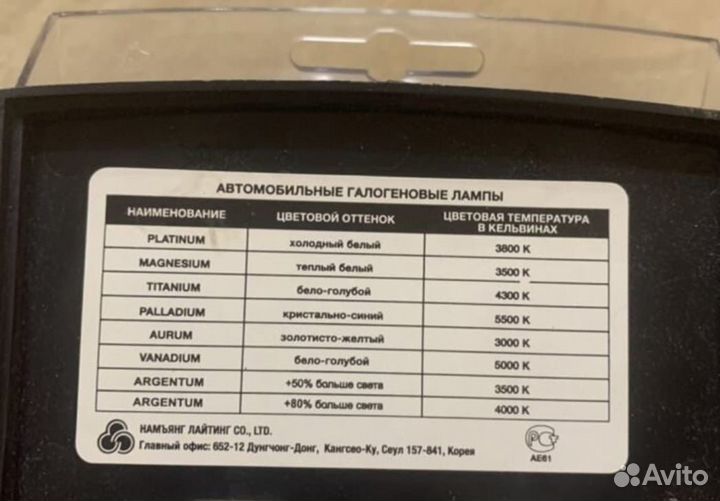 АВТОМОБИЛЬНЫЕ ГАЛОГЕНОВЫЕ ЛАМПЫ
НАИМЕНОВАНИЕ ЦВЕТОВОЙ ОТТЕНОК ЦВЕТОВАЯ ТЕМПЕРАТУРА В КЕЛЬВИНАХ
PLATINUM холодный белый 3800 K
MAGNESIUM теплый белый 3500 K
TITANIUM бело-голубой 4300 K
PALLADIUM кристально-синий 5500 K
AURUM золотисто-желтый 3000 K
VANADIUM бело-голубой 5000 K
ARGENTUM +50% больше света 3500 K
ARGENTUM +80% больше света 4000 K
НАМЪЯНГ ЛАЙТИНГ CO., LTD.
Главный офис: 652-12 Дунгчонг-Донг, Кангсео-Ку, Сеул 157-841, Корея
РСТ
АЕ61
Avito